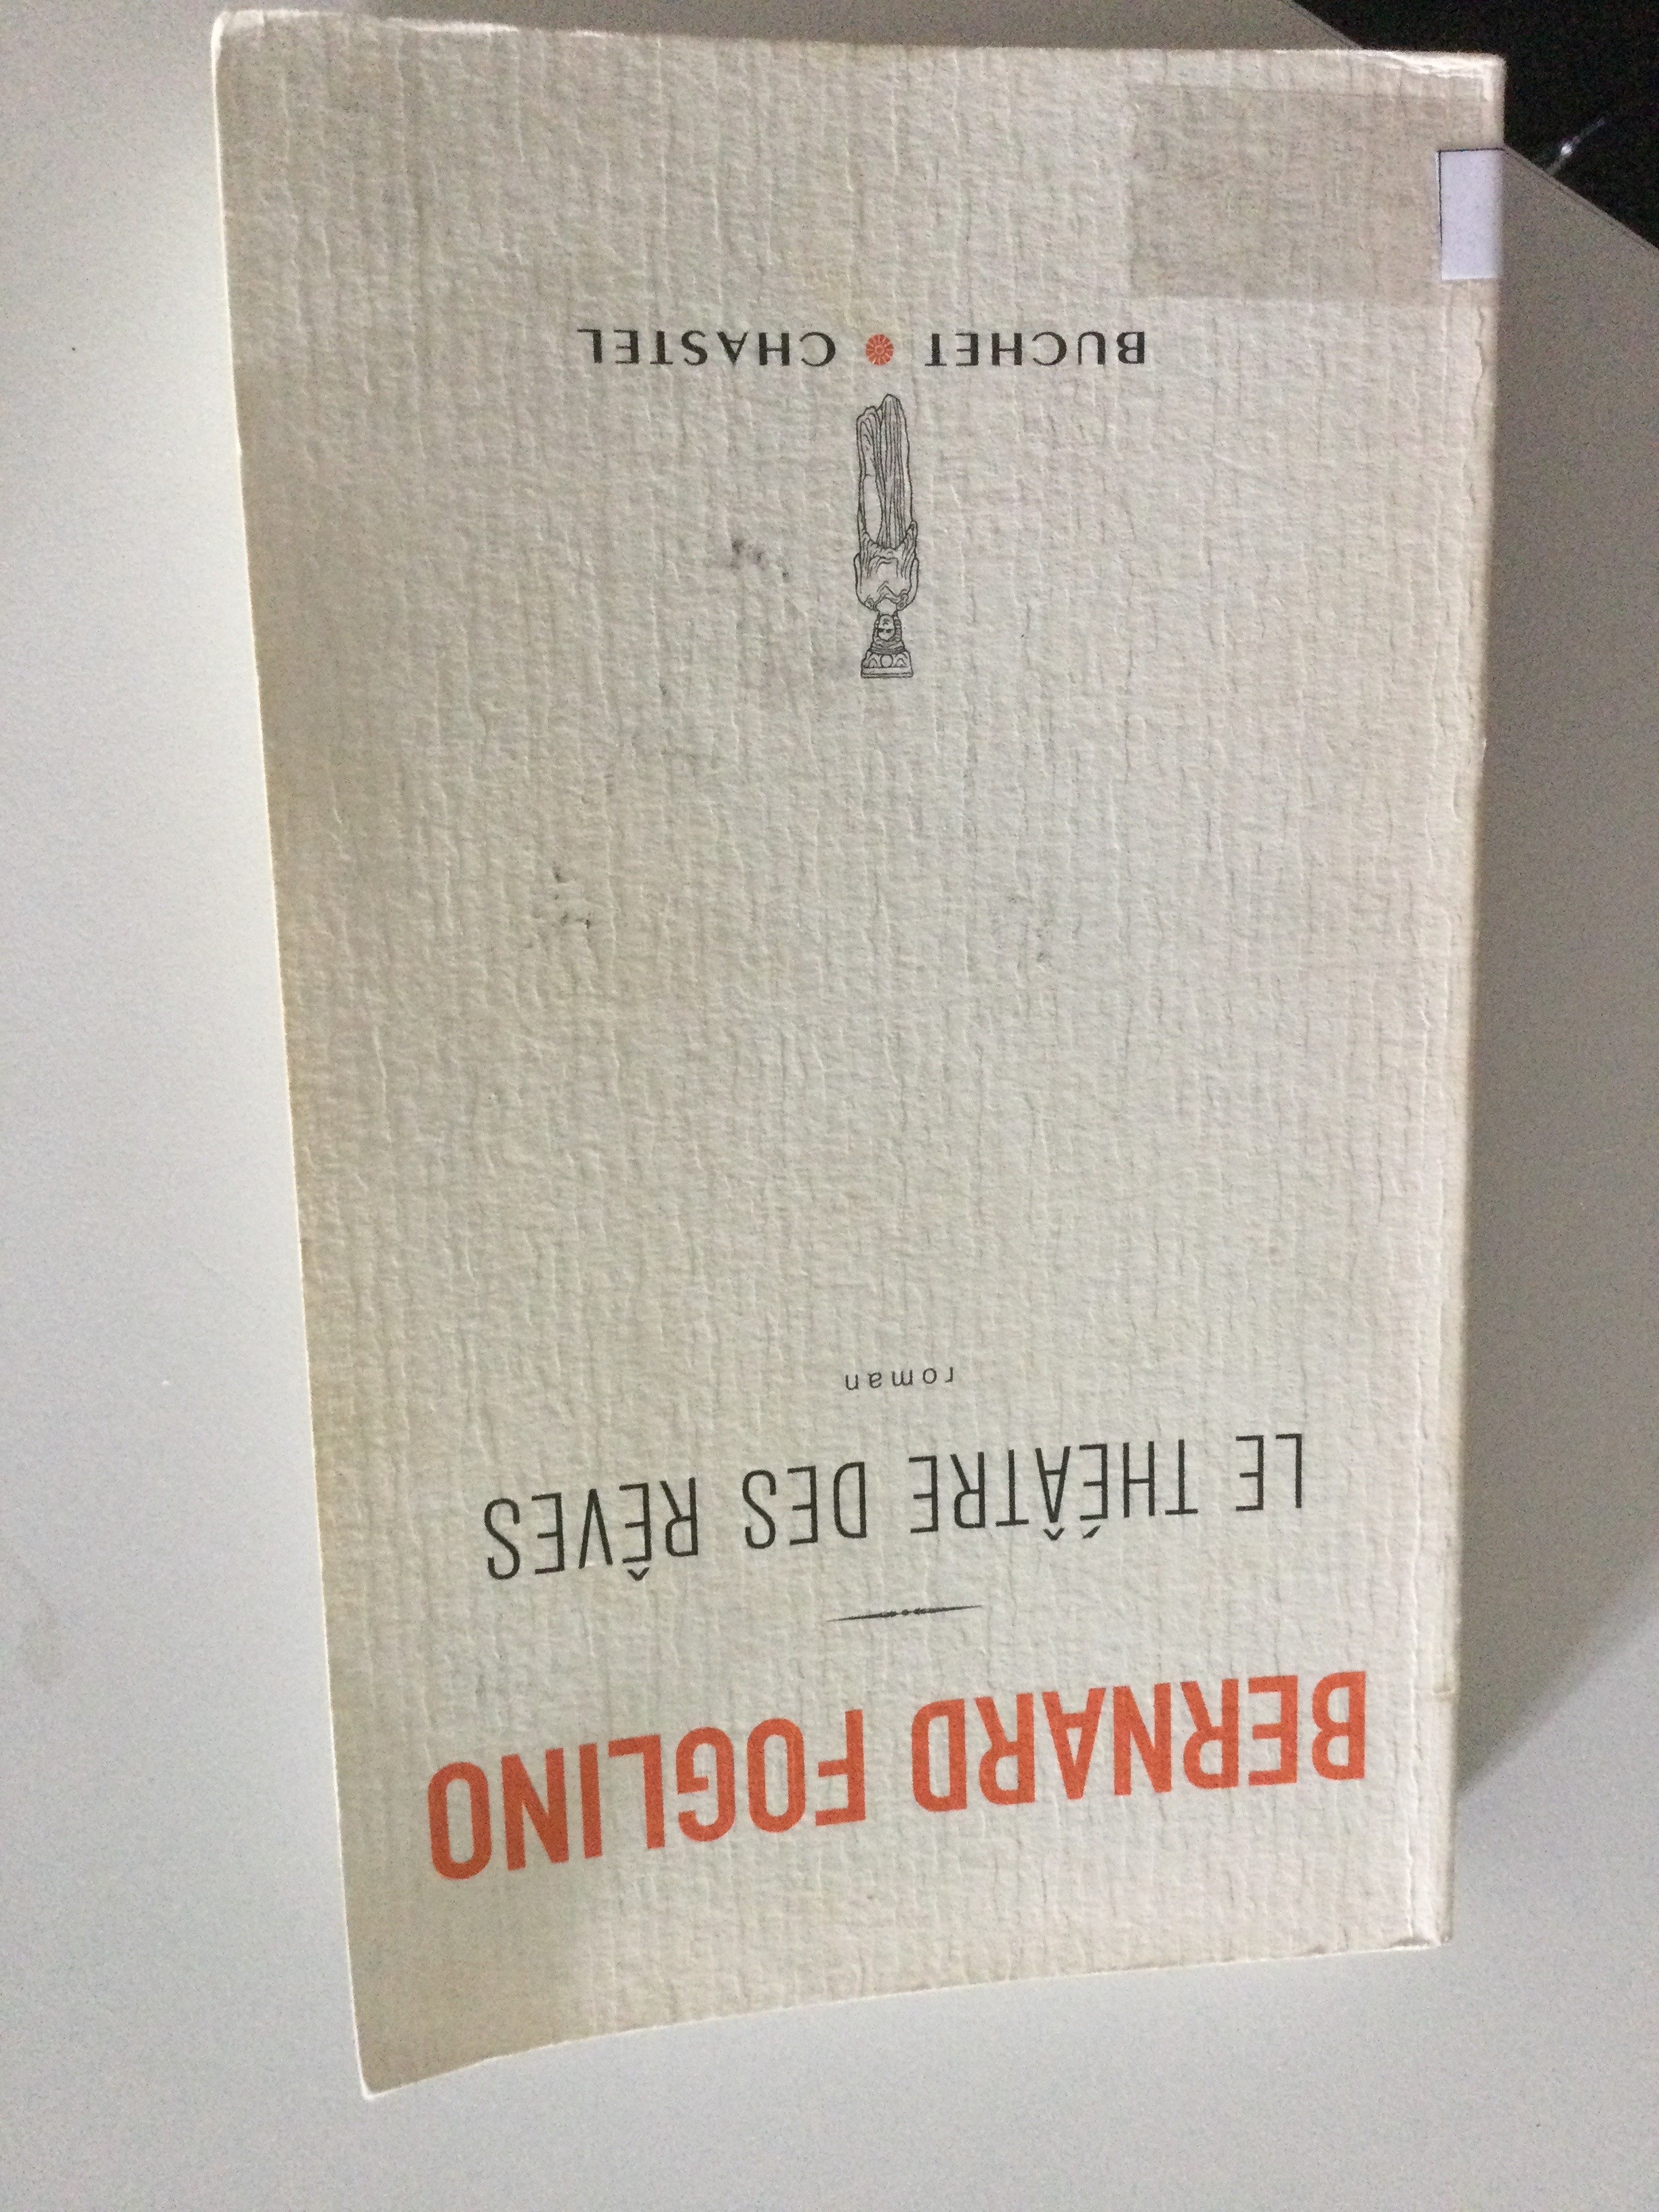 BERNARD FOGLINO
LE THÉÂTRE DES RÊVES
roman
BUCHET CHASTEL